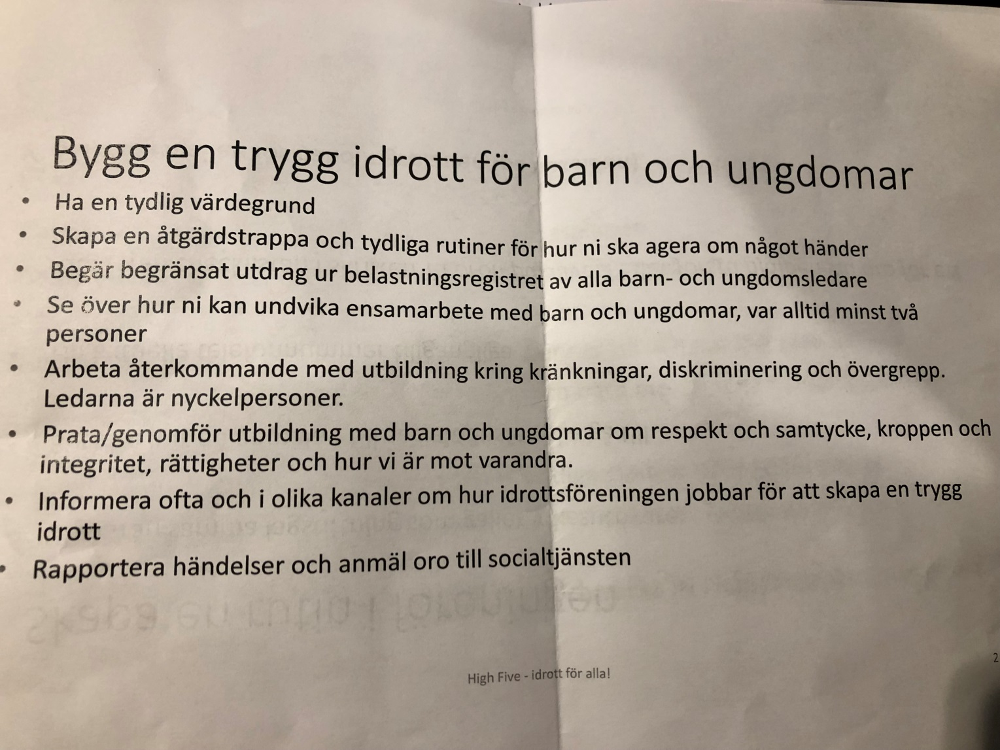 Bygg en trygg idrott för barn och ungdomar
• Ha en tydlig värdegrund
• Skapa en åtgärdstrappa och tydliga rutiner för hur ni ska agera om något händer
• Begär begränsat utdrag ur belastningsregistret av alla barn- och ungdomsledare
• Se över hur ni kan undvika ensamarbete med barn och ungdomar, var alltid minst två
personer
• Arbeta återkommande med utbildning kring kränkningar, diskriminering och övergrepp.
Ledarna är nyckelpersoner.
• Prata/genomför utbildning med barn och ungdomar om respekt och samtycke, kroppen och
integritet, rättigheter och hur vi är mot varandra.
• Informera ofta och i olika kanaler om hur idrottsföreningen jobbar för att skapa en trygg
idrott
• Rapportera händelser och anmäl oro till socialtjänsten
High Five - idrott för alla!